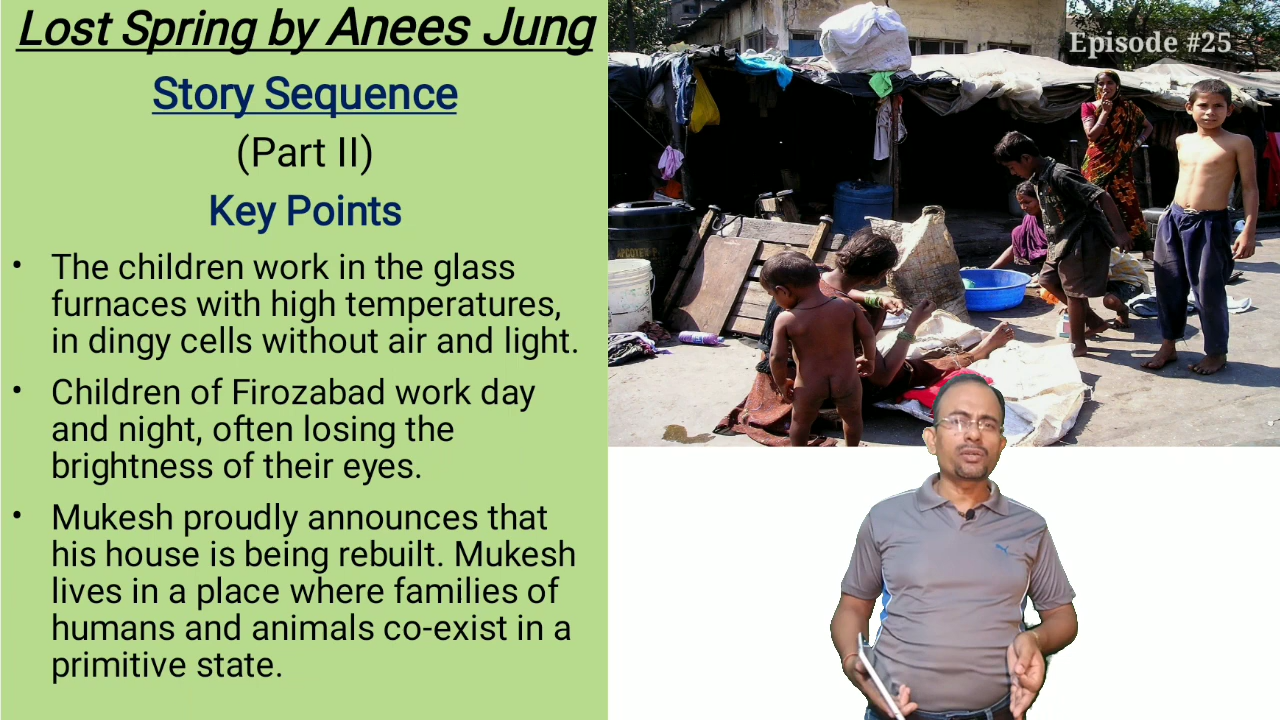 Lost Spring by Anees Jung
Episode #25
Story Sequence
(Part II)
Key Points
• The children work in the glass
furnaces with high temperatures,
in dingy cells without air and light.
• Children of Firozabad work day
and night, often losing the
brightness of their eyes.
• Mukesh proudly announces that
his house is being rebuilt. Mukesh
lives in a place where families of
humans and animals co-exist in a
primitive state.